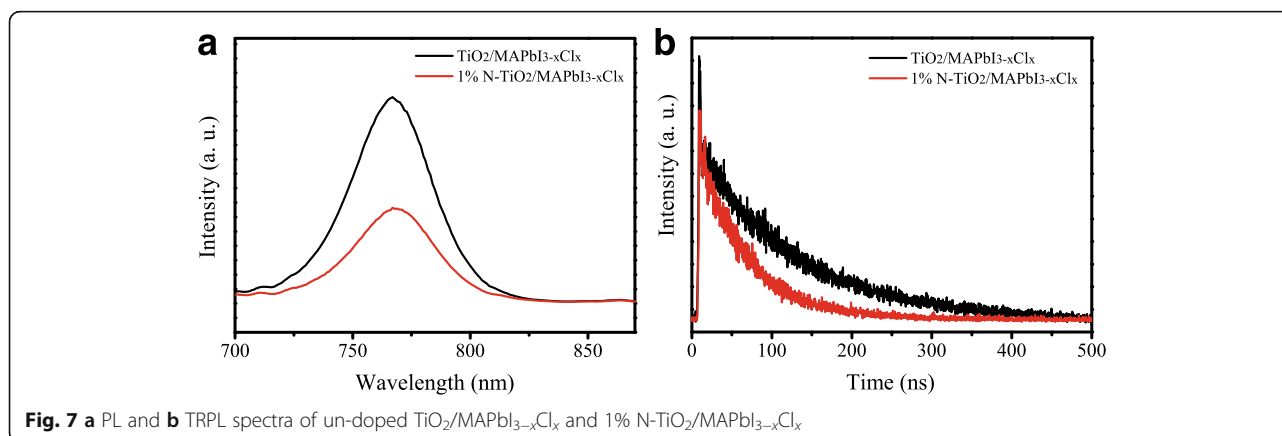 a
TiO2/MAPbI3-xClx
1% N-TiO2/MAPbI3-xClx
Intensity (a. u.)
700 750 800 850
Wavelength (nm)
b
TiO2/MAPbI3-xClx
1% N-TiO2/MAPbI3-xClx
Intensity (a. u.)
0 100 200 300 400 500
Time (ns)
Fig. 7 a PL and b TRPL spectra of un-doped TiO₂/MAPbI₃₋ₓClₓ and 1% N-TiO₂/MAPbI₃₋ₓClₓ